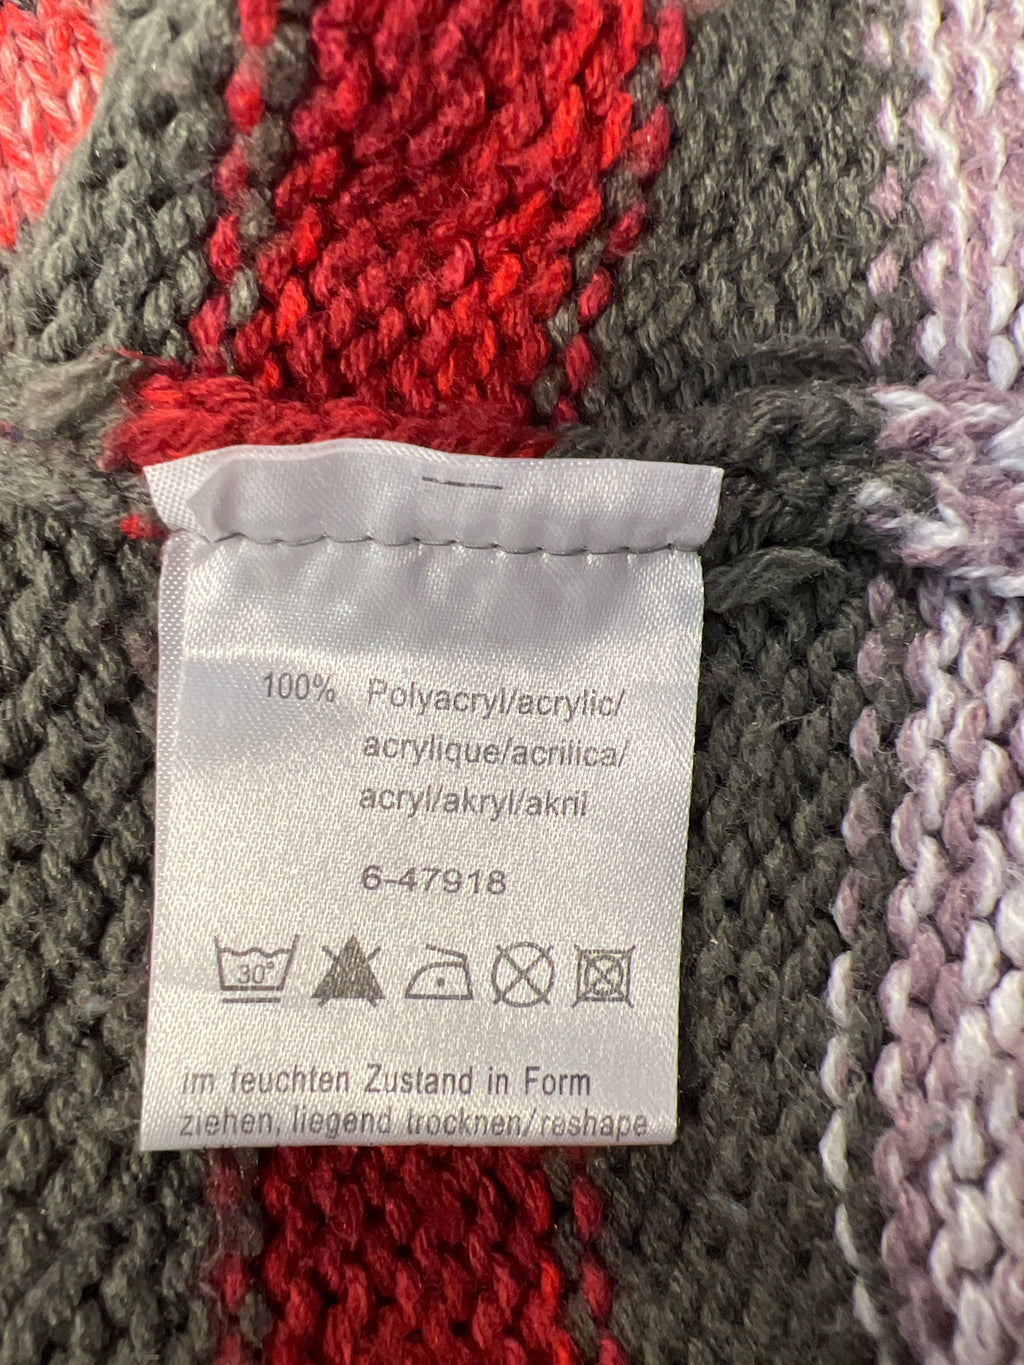 100% Polyacryl/acrylic/
acrylique/acrilica/
acryl/akryl/akril
6-47918
30°
im feuchten Zustand in Form
ziehen, liegend trocknen/reshape